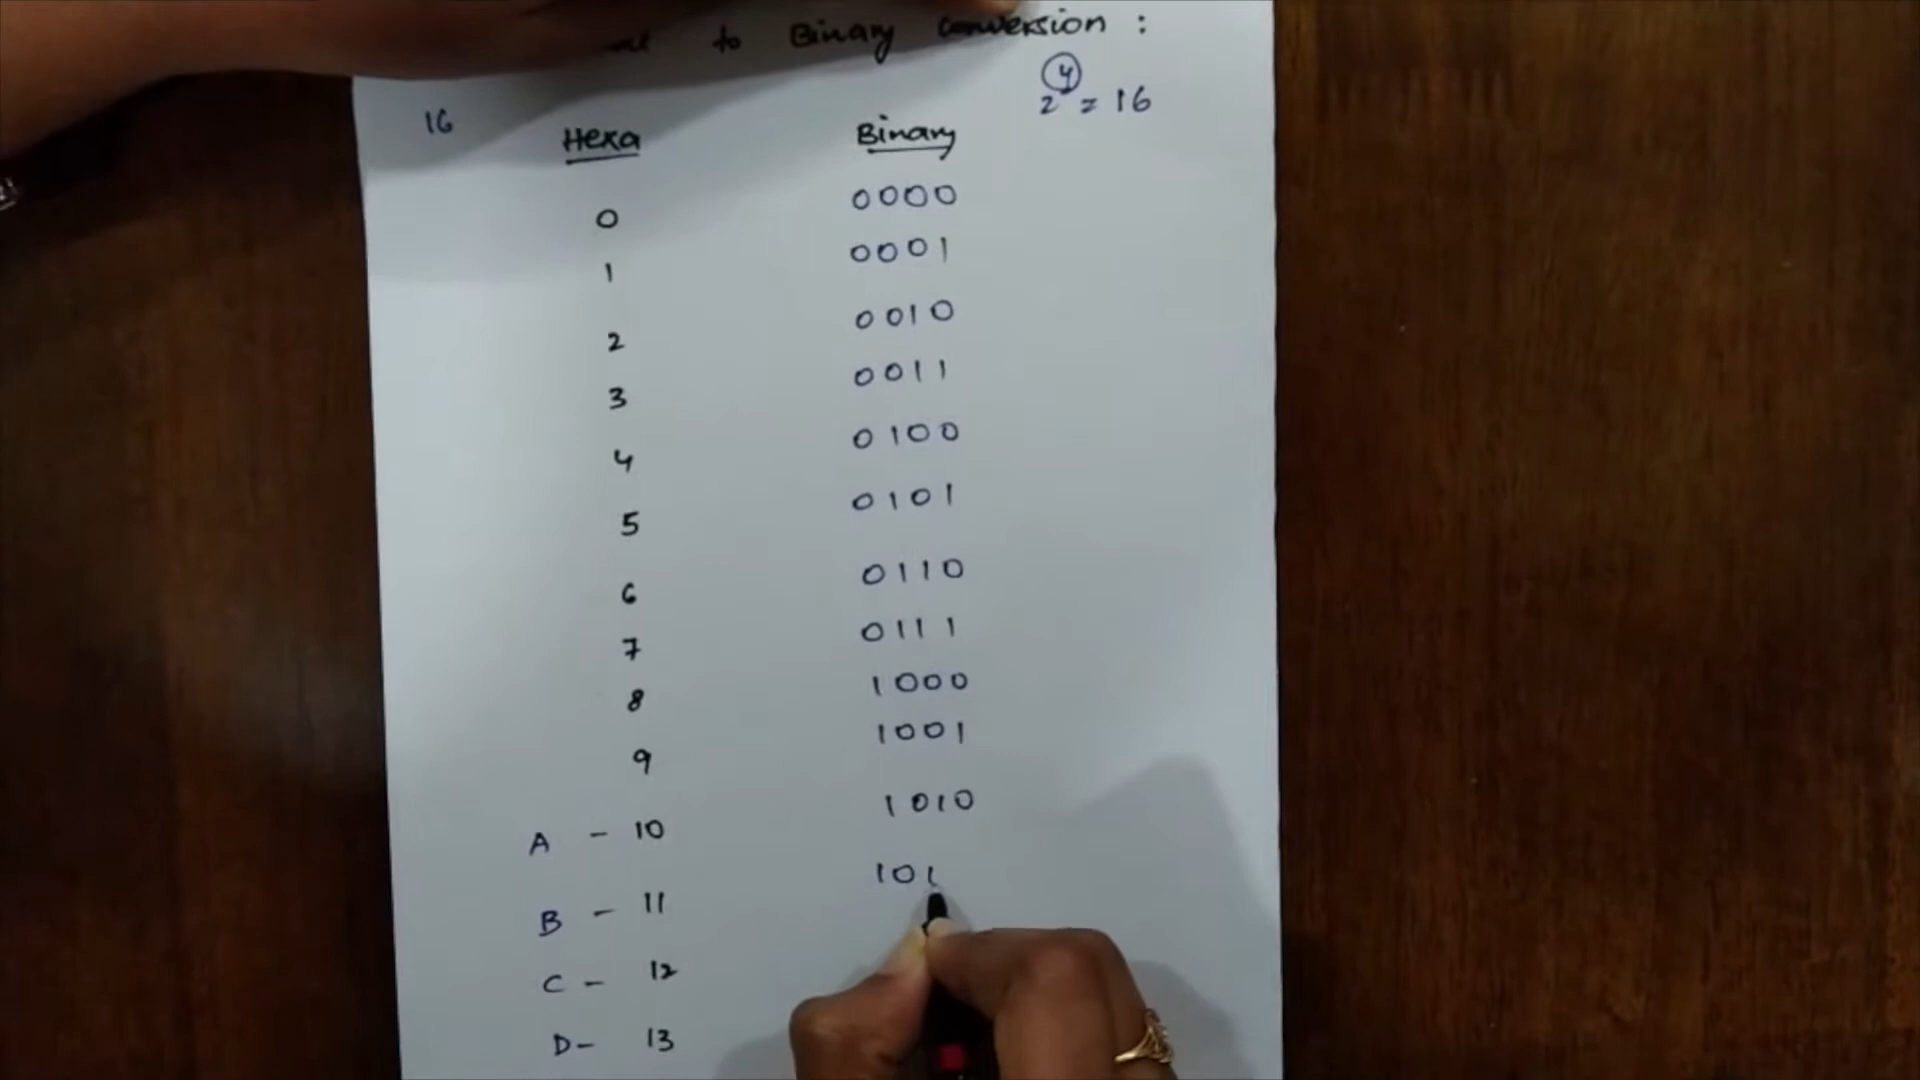 to Binary Conversion :
2^4 = 16
16
Hexa Binary
0 0000
1 0001
2 0010
3 0011
4 0100
5 0101
6 0110
7 0111
8 1000
9 1001
A - 10 1010
B - 11 101
C - 12
D - 13